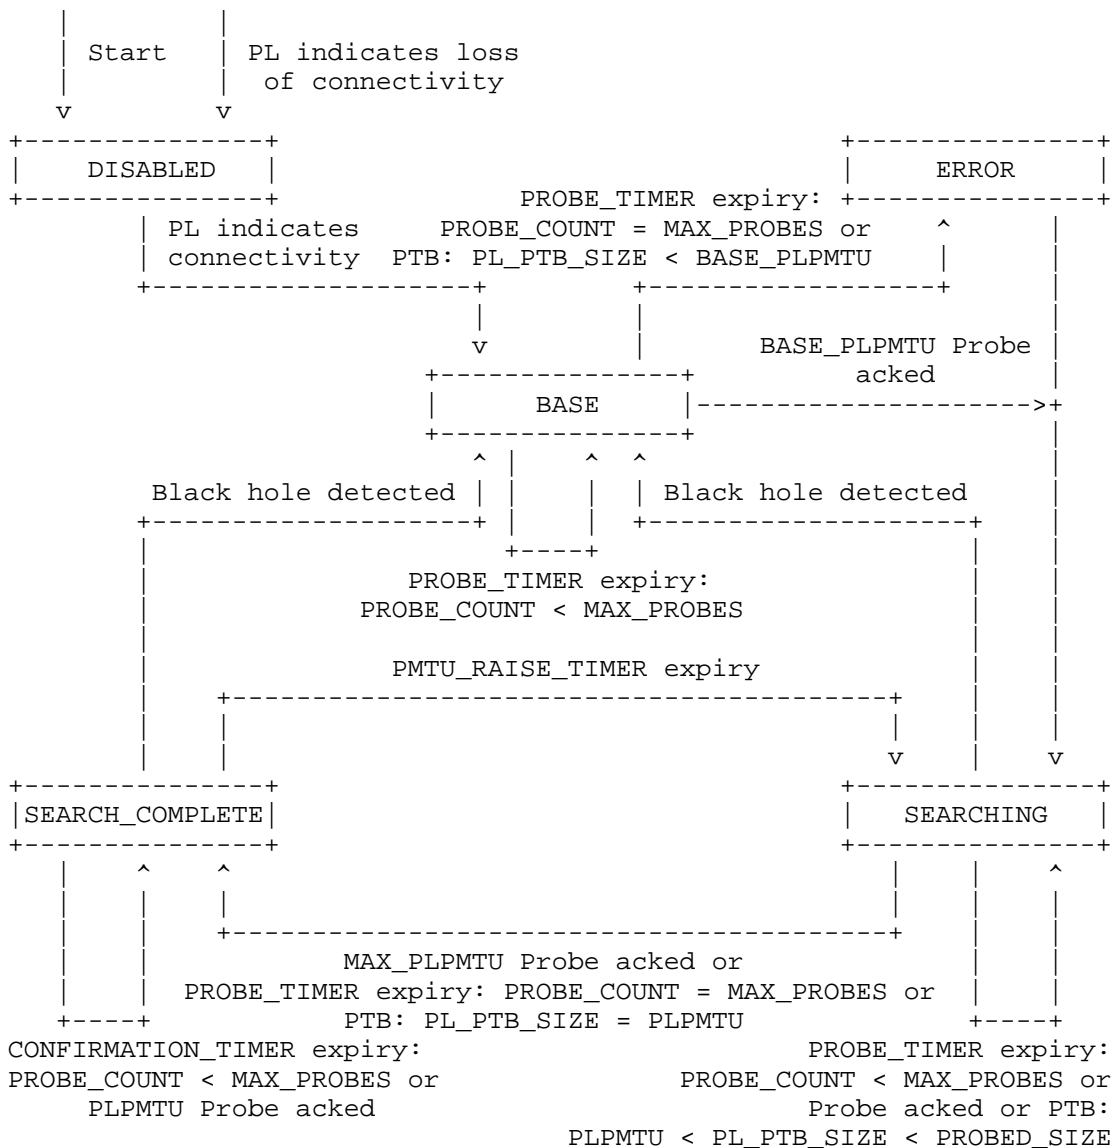 Start PL indicates loss
of connectivity
DISABLED ERROR
PROBE_TIMER expiry:
PL indicates PROBE_COUNT = MAX_PROBES or
connectivity PTB: PL_PTB_SIZE < BASE_PLPMTU
BASE_PLPMTU Probe
acked
BASE
Black hole detected Black hole detected
PROBE_TIMER expiry:
PROBE_COUNT < MAX_PROBES
PMTU_RAISE_TIMER expiry
SEARCH_COMPLETE SEARCHING
MAX_PLPMTU Probe acked or
PROBE_TIMER expiry: PROBE_COUNT = MAX_PROBES or
PTB: PL_PTB_SIZE = PLPMTU
CONFIRMATION_TIMER expiry: PROBE_TIMER expiry:
PROBE_COUNT < MAX_PROBES or PROBE_COUNT < MAX_PROBES or
PLPMTU Probe acked Probe acked or PTB:
PLPMTU < PL_PTB_SIZE < PROBED_SIZE